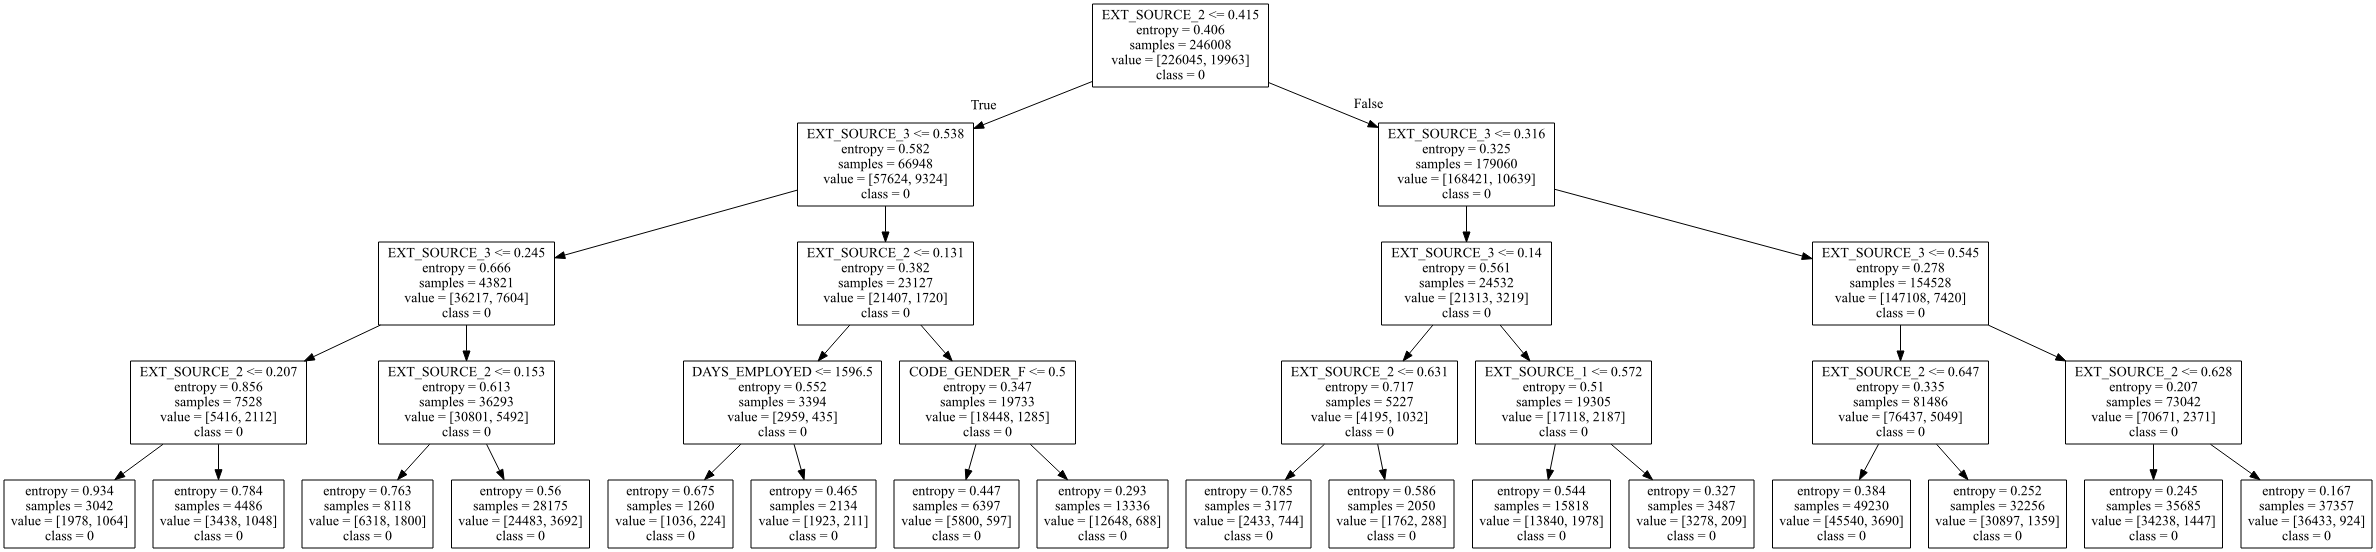 EXT_SOURCE_2 <= 0.415
entropy = 0.406
samples = 246008
value = [226045, 19963]
class = 0
True
False
EXT_SOURCE_3 <= 0.538
entropy = 0.582
samples = 66948
value = [57624, 9324]
class = 0
EXT_SOURCE_3 <= 0.316
entropy = 0.325
samples = 179060
value = [168421, 10639]
class = 0
EXT_SOURCE_3 <= 0.245
entropy = 0.666
samples = 43821
value = [36217, 7604]
class = 0
EXT_SOURCE_2 <= 0.131
entropy = 0.382
samples = 23127
value = [21407, 1720]
class = 0
EXT_SOURCE_3 <= 0.14
entropy = 0.561
samples = 24532
value = [21313, 3219]
class = 0
EXT_SOURCE_3 <= 0.545
entropy = 0.278
samples = 154528
value = [147108, 7420]
class = 0
EXT_SOURCE_2 <= 0.207
entropy = 0.856
samples = 7528
value = [5416, 2112]
class = 0
EXT_SOURCE_2 <= 0.153
entropy = 0.613
samples = 36293
value = [30801, 5492]
class = 0
DAYS_EMPLOYED <= 1596.5
entropy = 0.552
samples = 3394
value = [2959, 435]
class = 0
CODE_GENDER_F <= 0.5
entropy = 0.347
samples = 19733
value = [18448, 1285]
class = 0
EXT_SOURCE_2 <= 0.631
entropy = 0.717
samples = 5227
value = [4195, 1032]
class = 0
EXT_SOURCE_1 <= 0.572
entropy = 0.51
samples = 19305
value = [17118, 2187]
class = 0
EXT_SOURCE_2 <= 0.647
entropy = 0.335
samples = 81486
value = [76437, 5049]
class = 0
EXT_SOURCE_2 <= 0.628
entropy = 0.207
samples = 73042
value = [70671, 2371]
class = 0
entropy = 0.934
samples = 3042
value = [1978, 1064]
class = 0
entropy = 0.784
samples = 4486
value = [3438, 1048]
class = 0
entropy = 0.763
samples = 8118
value = [6318, 1800]
class = 0
entropy = 0.56
samples = 28175
value = [24483, 3692]
class = 0
entropy = 0.675
samples = 1260
value = [1036, 224]
class = 0
entropy = 0.465
samples = 2134
value = [1923, 211]
class = 0
entropy = 0.447
samples = 6397
value = [5800, 597]
class = 0
entropy = 0.293
samples = 13336
value = [12648, 688]
class = 0
entropy = 0.785
samples = 3177
value = [2433, 744]
class = 0
entropy = 0.586
samples = 2050
value = [1762, 288]
class = 0
entropy = 0.544
samples = 15818
value = [13840, 1978]
class = 0
entropy = 0.327
samples = 3487
value = [3278, 209]
class = 0
entropy = 0.384
samples = 49230
value = [45540, 3690]
class = 0
entropy = 0.252
samples = 32256
value = [30897, 1359]
class = 0
entropy = 0.245
samples = 35685
value = [34238, 1447]
class = 0
entropy = 0.167
samples = 37357
value = [36433, 924]
class = 0